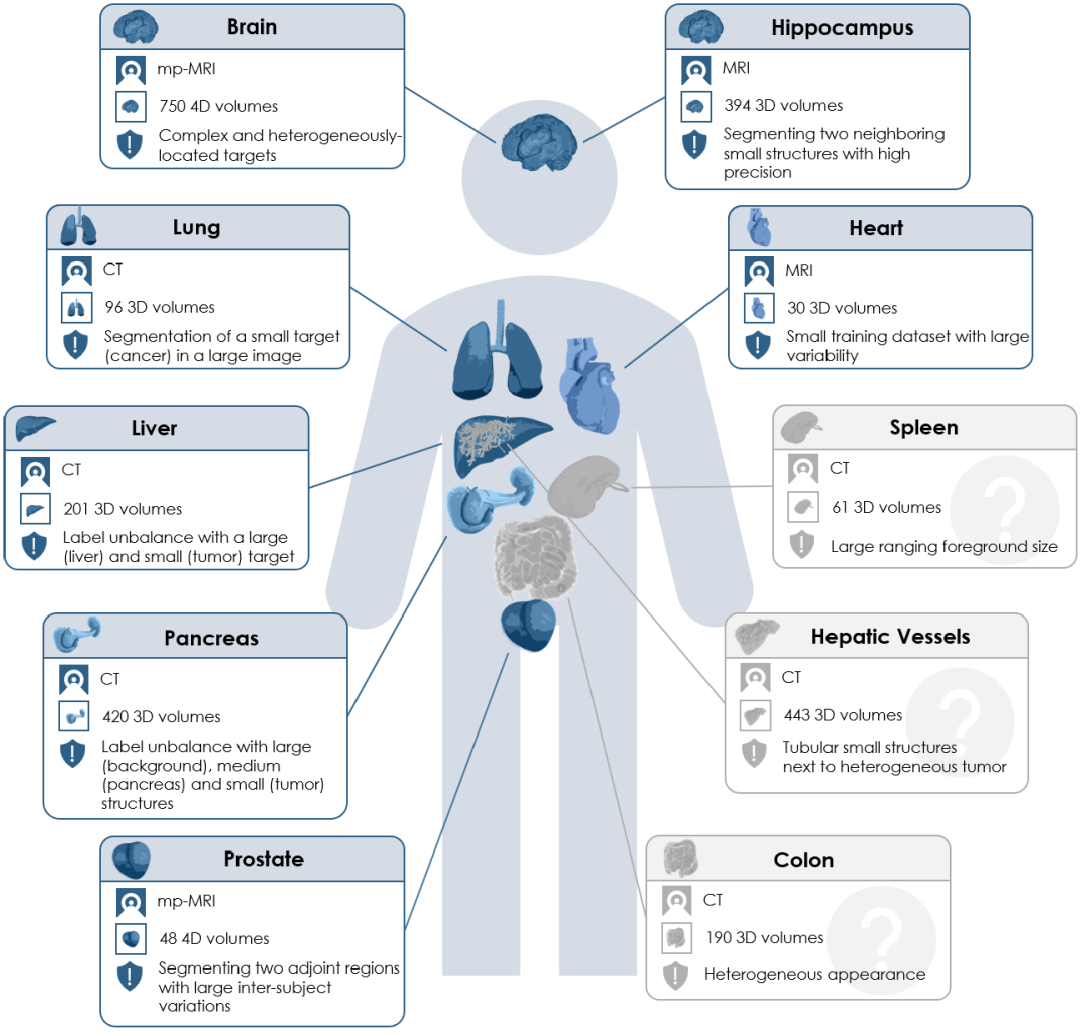 Brain
mp-MRI
750 4D volumes
Complex and heterogeneously-
located targets
Hippocampus
MRI
394 3D volumes
Segmenting two neighboring
small structures with high
precision
Lung
CT
96 3D volumes
Segmentation of a small target
(cancer) in a large image
Heart
MRI
30 3D volumes
Small training dataset with large
variability
Liver
CT
201 3D volumes
Label unbalance with a large
(liver) and small (tumor) target
Spleen
CT
61 3D volumes
Large ranging foreground size
?
Pancreas
CT
420 3D volumes
Label unbalance with large
(background), medium
(pancreas) and small (tumor)
structures
Hepatic Vessels
CT
443 3D volumes
Tubular small structures
next to heterogeneous tumor
?
Prostate
mp-MRI
48 4D volumes
Segmenting two adjoint regions
with large inter-subject
variations
Colon
CT
190 3D volumes
Heterogeneous appearance
?